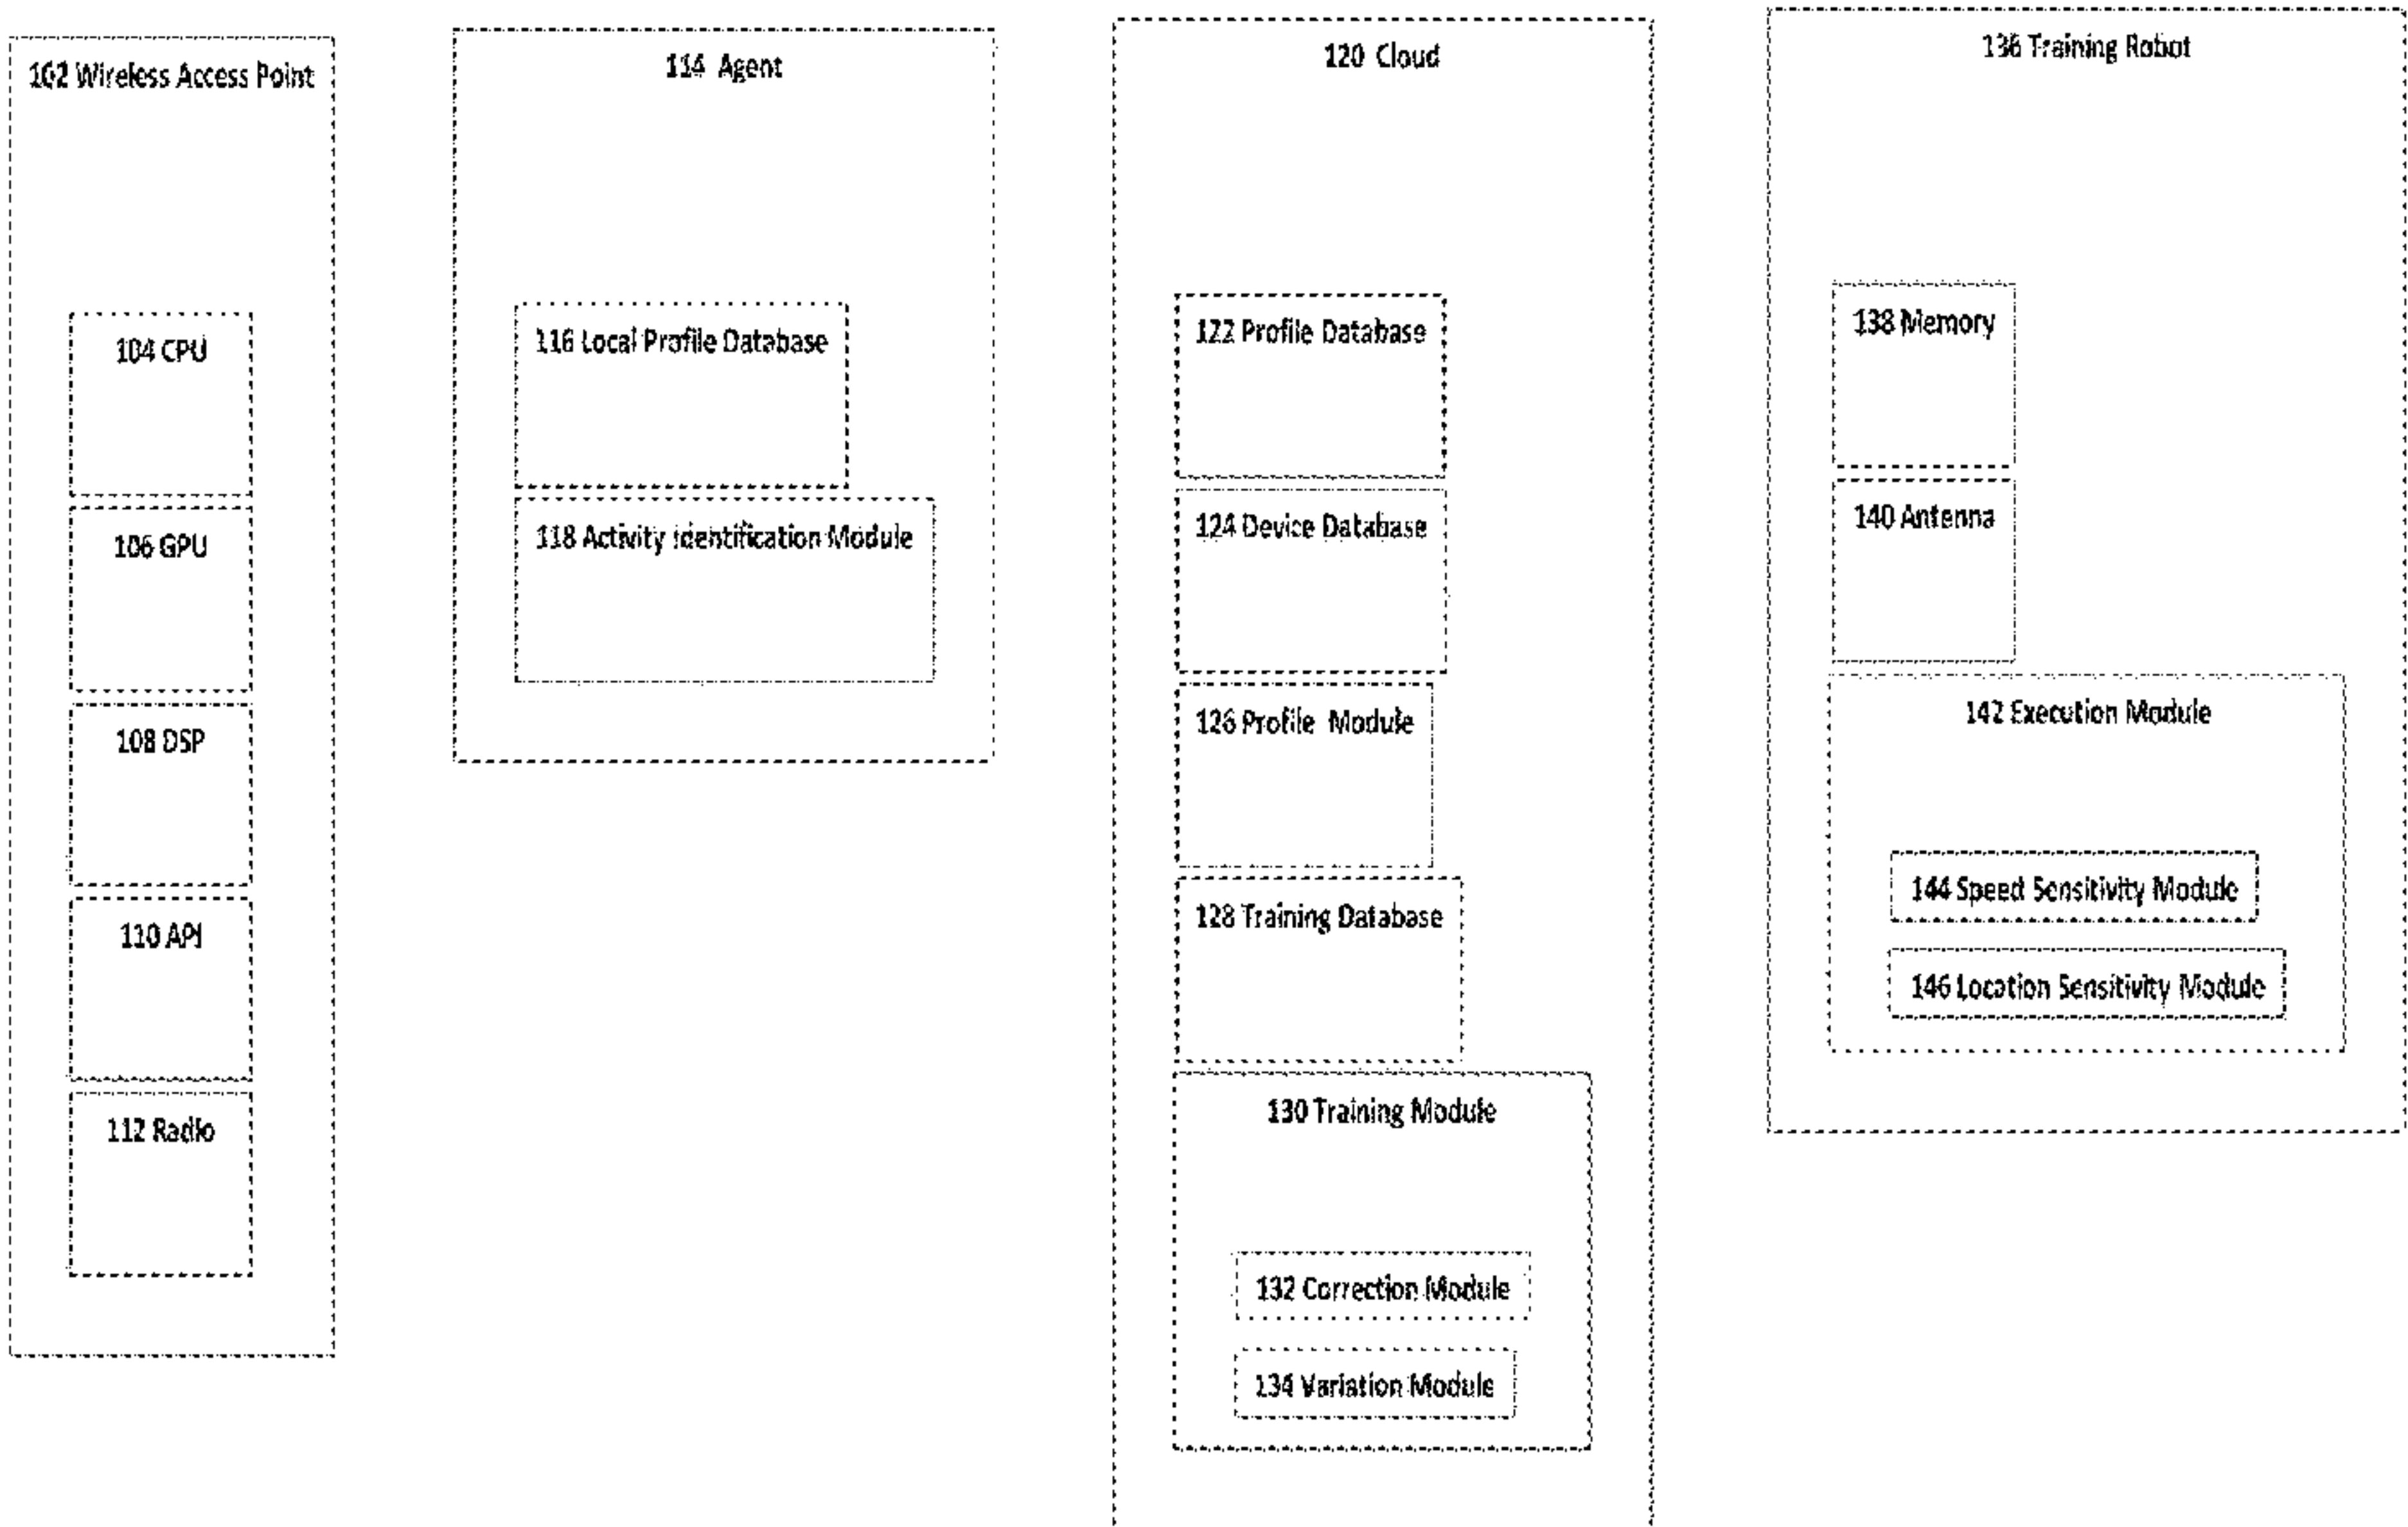 102 Wireless Access Point
104 CPU
106 GPU
108 DSP
110 API
112 Radio
114 Agent
116 Local Profile Database
118 Activity Identification Module
120 Cloud
122 Profile Database
124 Device Database
126 Profile Module
128 Training Database
130 Training Module
132 Correction Module
134 Variation Module
136 Training Robot
138 Memory
140 Antenna
142 Execution Module
144 Speed Sensitivity Module
146 Location Sensitivity Module